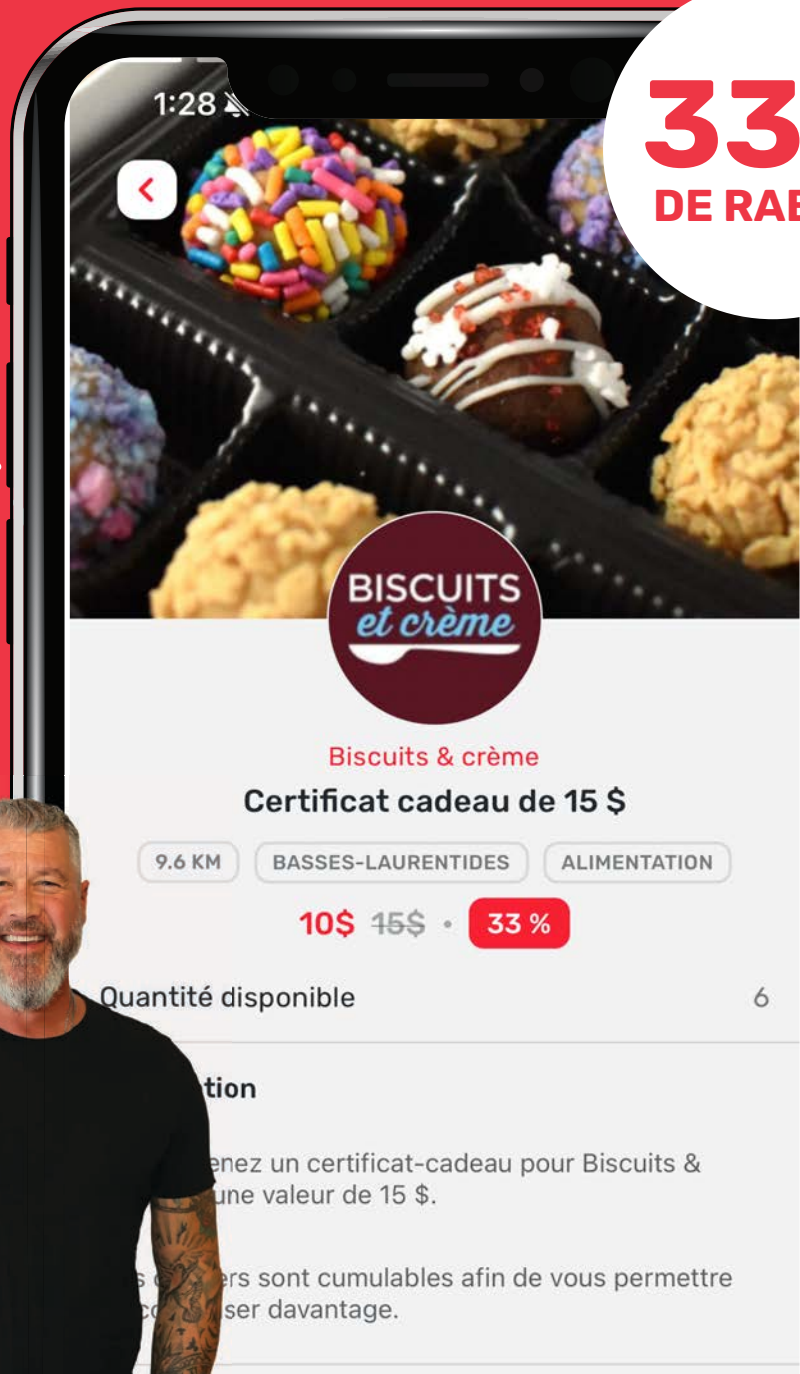 1:28
33
DE RAB
BISCUITS
et crème
Biscuits & crème
Certificat cadeau de 15 $
9.6 KM BASSES-LAURENTIDES ALIMENTATION
10$ 15$ • 33 %
Quantité disponible 6
tion
enez un certificat-cadeau pour Biscuits &
une valeur de 15 $.
ers sont cumulables afin de vous permettre
ser davantage.